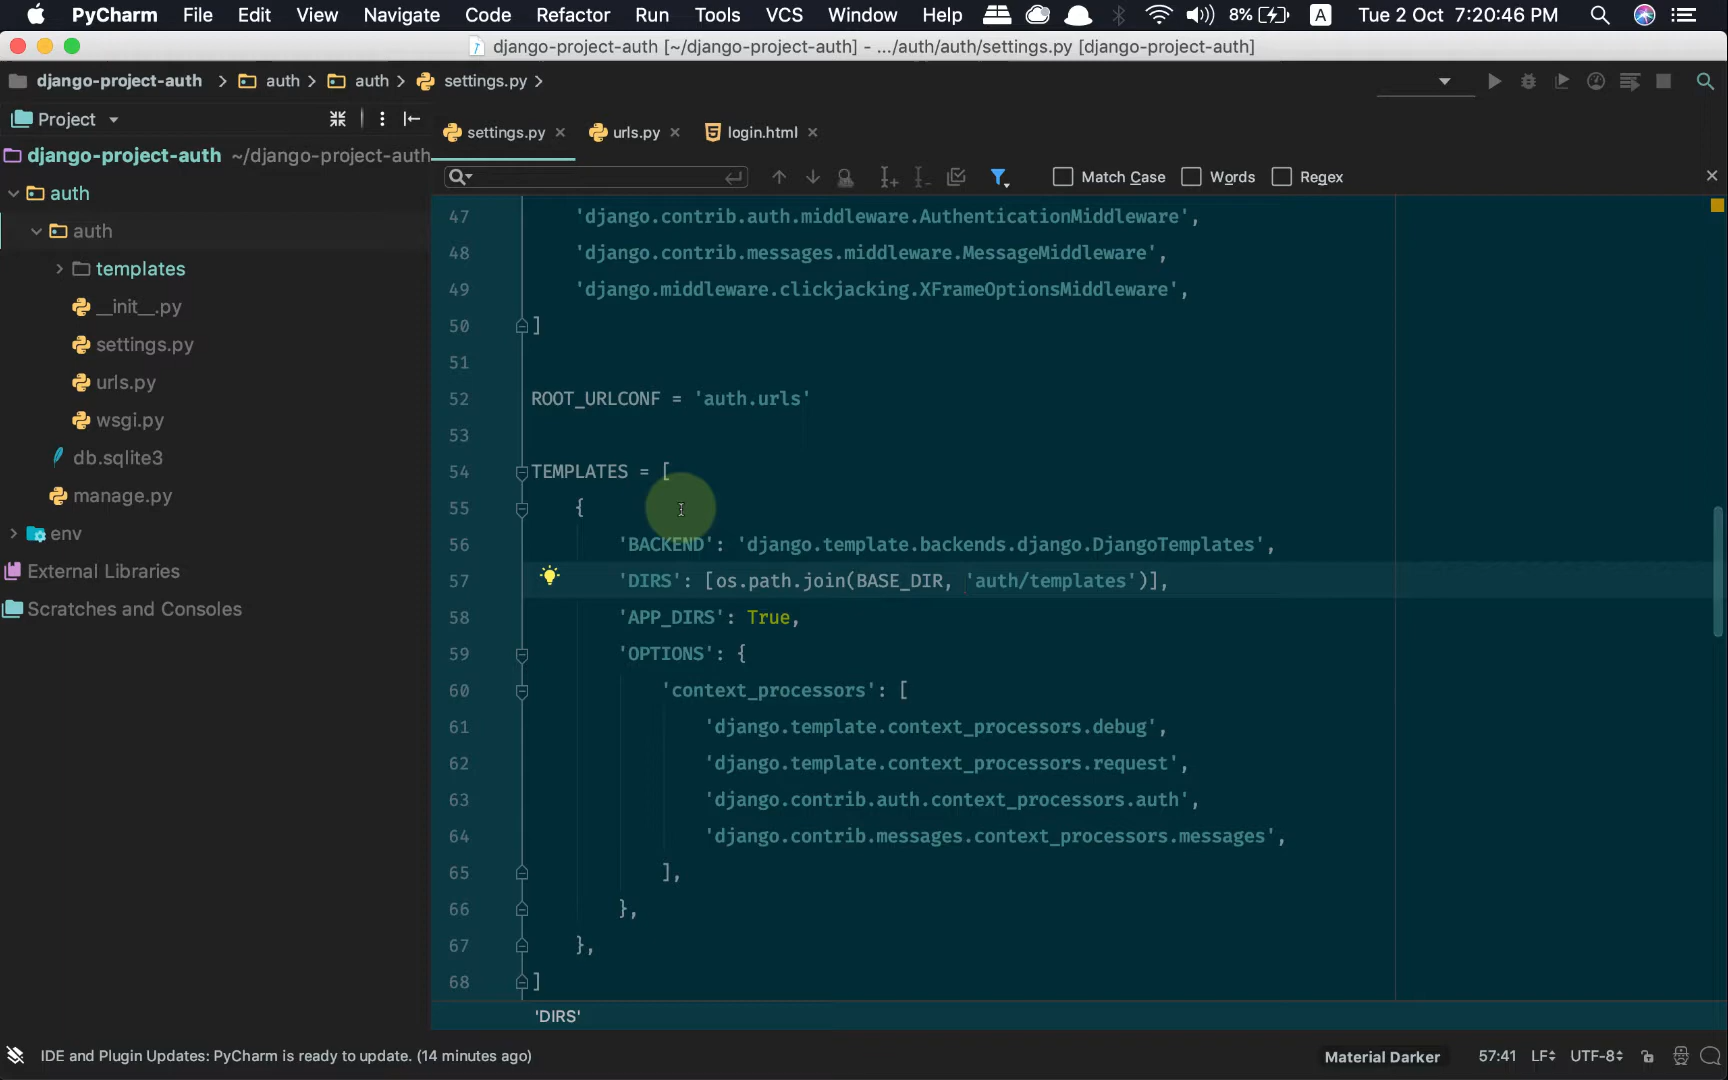 PyCharm File Edit View Navigate Code Refactor Run Tools VCS Window Help 8% A Tue 2 Oct 7:20:46 PM
django-project-auth [~/django-project-auth] - .../auth/auth/settings.py [django-project-auth]
django-project-auth auth auth settings.py
Project
settings.py urls.py login.html
django-project-auth ~/django-project-auth
Match Case Words Regex
auth
auth
templates
__init__.py
settings.py
urls.py
wsgi.py
db.sqlite3
manage.py
env
External Libraries
Scratches and Consoles
47 'django.contrib.auth.middleware.AuthenticationMiddleware',
48 'django.contrib.messages.middleware.MessageMiddleware',
49 'django.middleware.clickjacking.XFrameOptionsMiddleware',
50 ]
51
52 ROOT_URLCONF = 'auth.urls'
53
54 TEMPLATES = [
55 {
56 'BACKEND': 'django.template.backends.django.DjangoTemplates',
57 'DIRS': [os.path.join(BASE_DIR, 'auth/templates')],
58 'APP_DIRS': True,
59 'OPTIONS': {
60 'context_processors': [
61 'django.template.context_processors.debug',
62 'django.template.context_processors.request',
63 'django.contrib.auth.context_processors.auth',
64 'django.contrib.messages.context_processors.messages',
65 ],
66 },
67 },
68 ]
'DIRS'
IDE and Plugin Updates: PyCharm is ready to update. (14 minutes ago) Material Darker 57:41 LF UTF-8